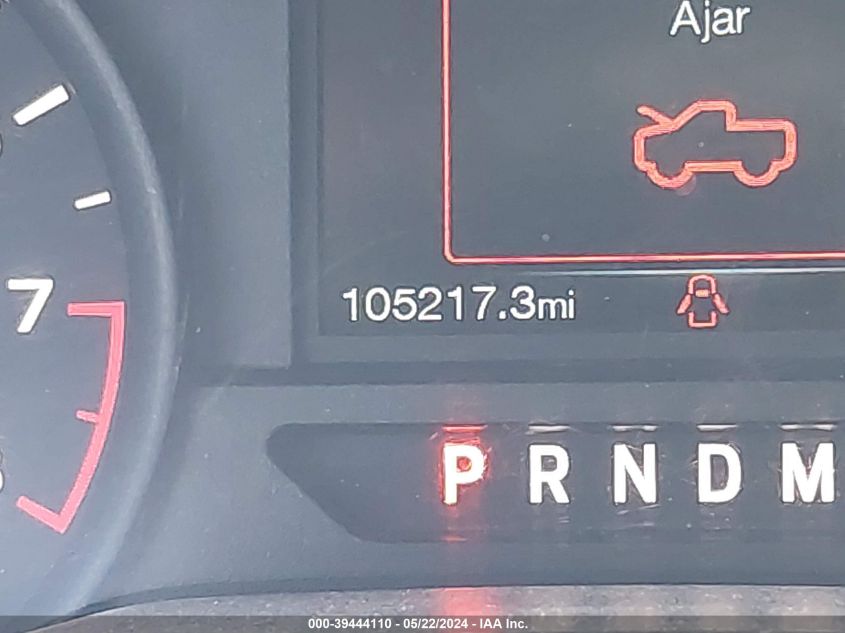 Ajar
7
105217.3mi
P R N D M
000-39444110 - 05/22/2024 - IAA Inc.